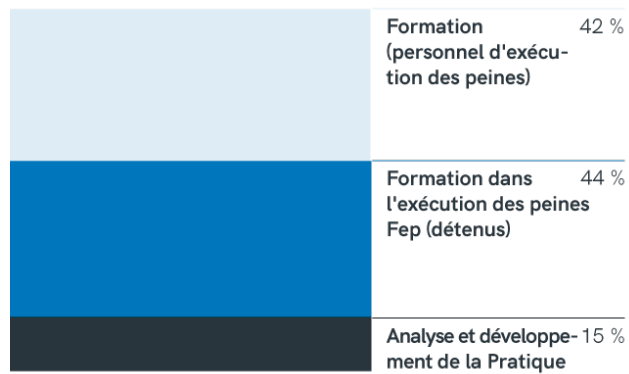 Formation 42 %
(personnel d'exécu-
tion des peines)
Formation dans 44 %
l'exécution des peines
Fep (détenus)
Analyse et développe- 15 %
ment de la Pratique